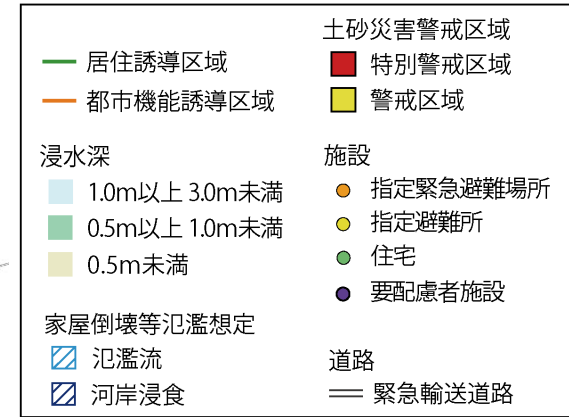 居住誘導区域
都市機能誘導区域
浸水深
1.0m以上 3.0m未満
0.5m以上 1.0m未満
0.5m未満
家屋倒壊等氾濫想定
氾濫流
河岸浸食
土砂災害警戒区域
特別警戒区域
警戒区域
施設
指定緊急避難場所
指定避難所
住宅
要配慮者施設
道路
緊急輸送道路